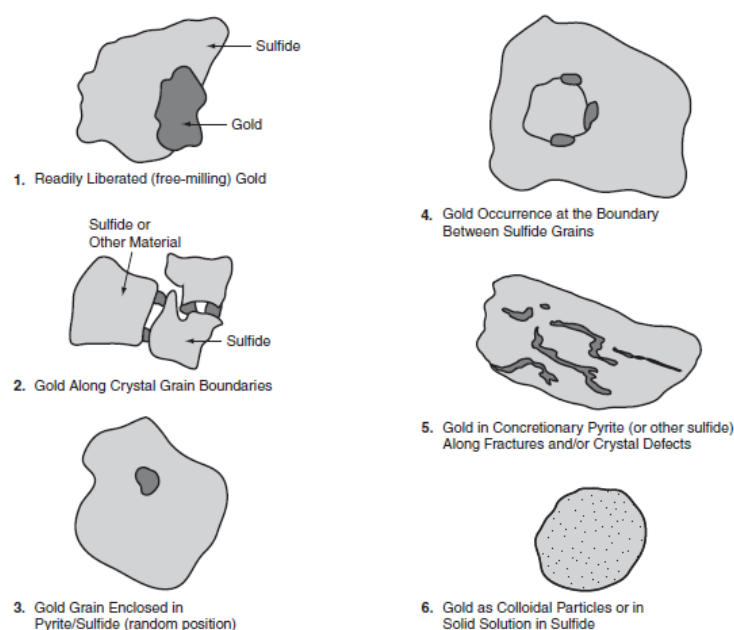 Sulfide
Gold
1. Readily Liberated (free-milling) Gold
Sulfide or
Other Material
Sulfide
2. Gold Along Crystal Grain Boundaries
3. Gold Grain Enclosed in
Pyrite/Sulfide (random position)
4. Gold Occurrence at the Boundary
Between Sulfide Grains
5. Gold in Concretionary Pyrite (or other sulfide)
Along Fractures and/or Crystal Defects
6. Gold as Colloidal Particles or in
Solid Solution in Sulfide